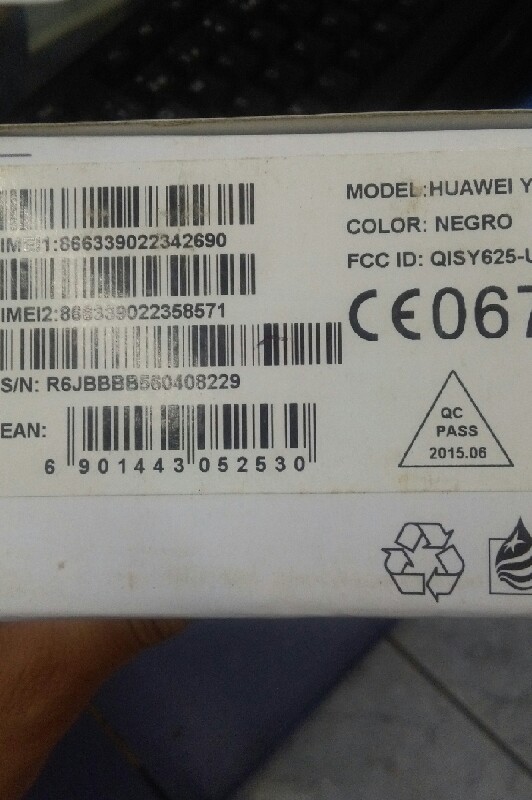 MODEL:HUAWEI Y
COLOR: NEGRO
FCC ID: QISY625-U
IMEI1:866339022342690
IMEI2:866339022358571
S/N: R6JBBBB560408229
EAN:
6 901443 052530
CE067
QC
PASS
2015.06